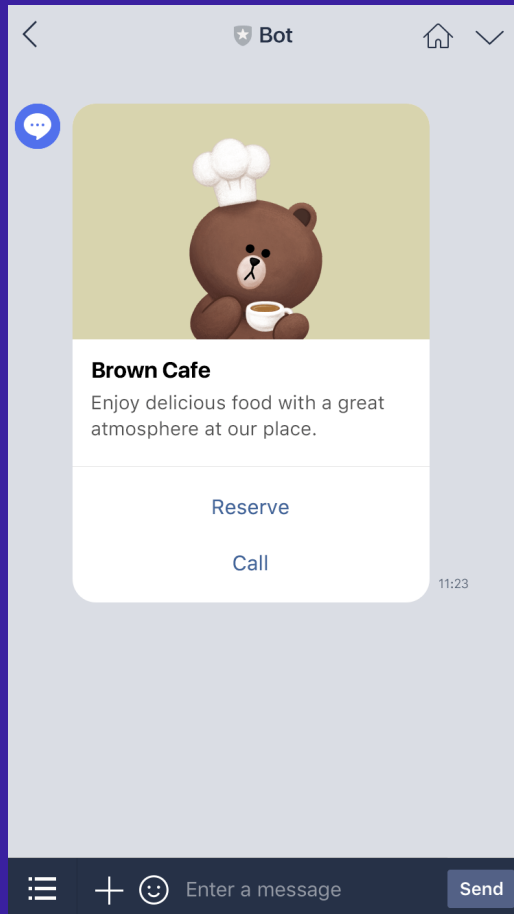 Bot
Brown Cafe
Enjoy delicious food with a great
atmosphere at our place.
Reserve
Call
11:23
Enter a message
Send